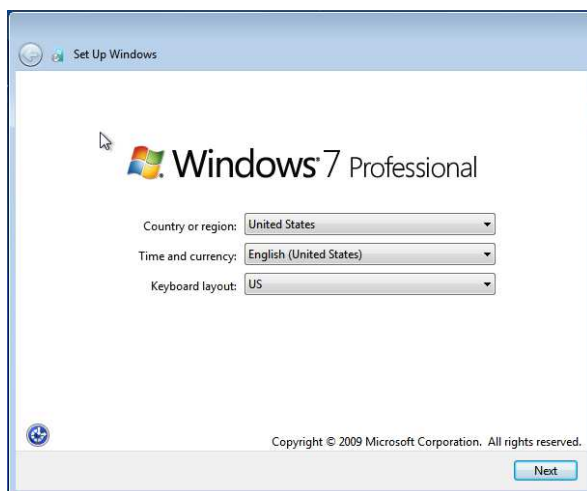 Set Up Windows
Windows 7 Professional
Country or region: United States
Time and currency: English (United States)
Keyboard layout: US
Copyright © 2009 Microsoft Corporation. All rights reserved.
Next